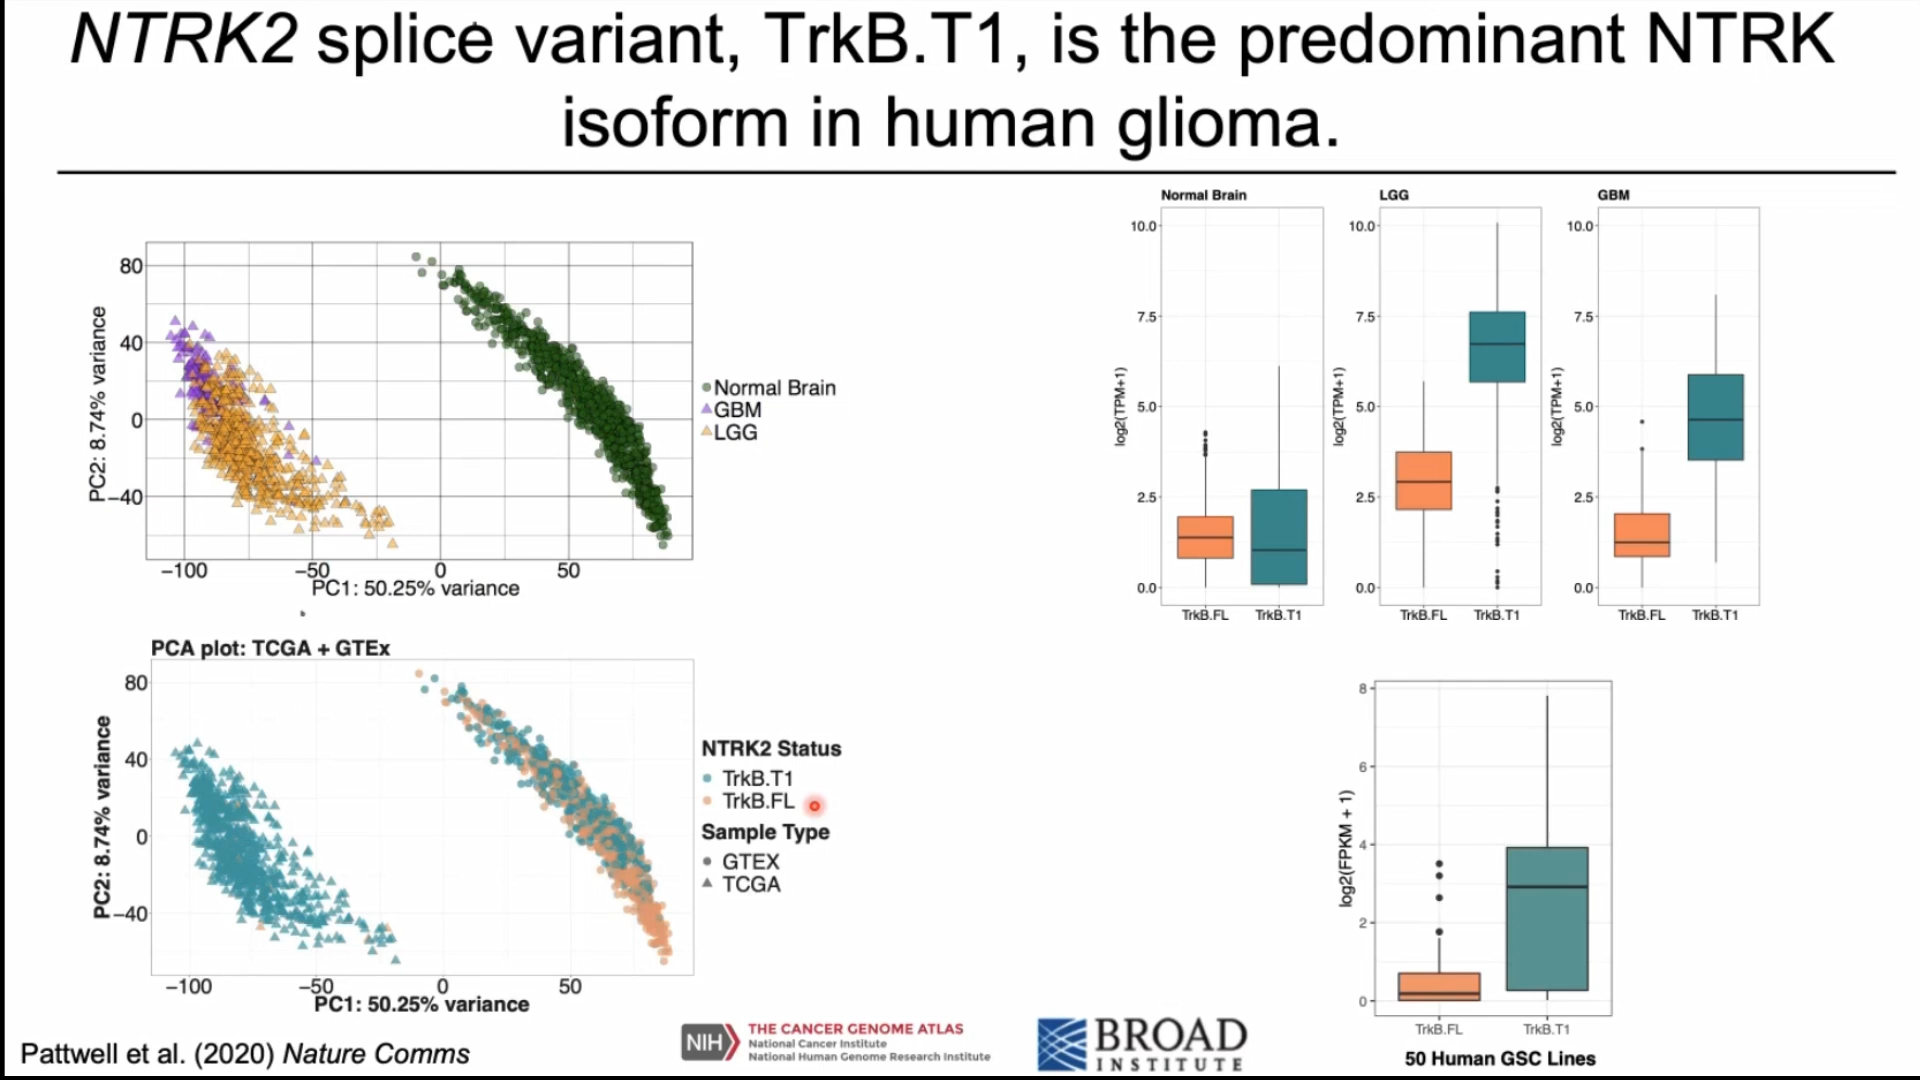 NTRK2 splice variant, TrkB.T1, is the predominant NTRK
isoform in human glioma.
80
40
0
−40
−100
−50
0
50
PC2: 8.74% variance
PC1: 50.25% variance
Normal Brain
GBM
LGG
PCA plot: TCGA + GTEx
80
40
0
−40
−100
−50
0
50
PC2: 8.74% variance
PC1: 50.25% variance
NTRK2 Status
TrkB.T1
TrkB.FL
Sample Type
GTEX
TCGA
Normal Brain
10.0
7.5
5.0
2.5
0.0
log2(TPM+1)
TrkB.FL
TrkB.T1
LGG
10.0
7.5
5.0
2.5
0.0
log2(TPM+1)
TrkB.FL
TrkB.T1
GBM
10.0
7.5
5.0
2.5
0.0
log2(TPM+1)
TrkB.FL
TrkB.T1
8
6
4
2
0
log2(FPKM + 1)
TrkB.FL
TrkB.T1
50 Human GSC Lines
Pattwell et al. (2020) Nature Comms
NIH
THE CANCER GENOME ATLAS
National Cancer Institute
National Human Genome Research Institute
BROAD
INSTITUTE